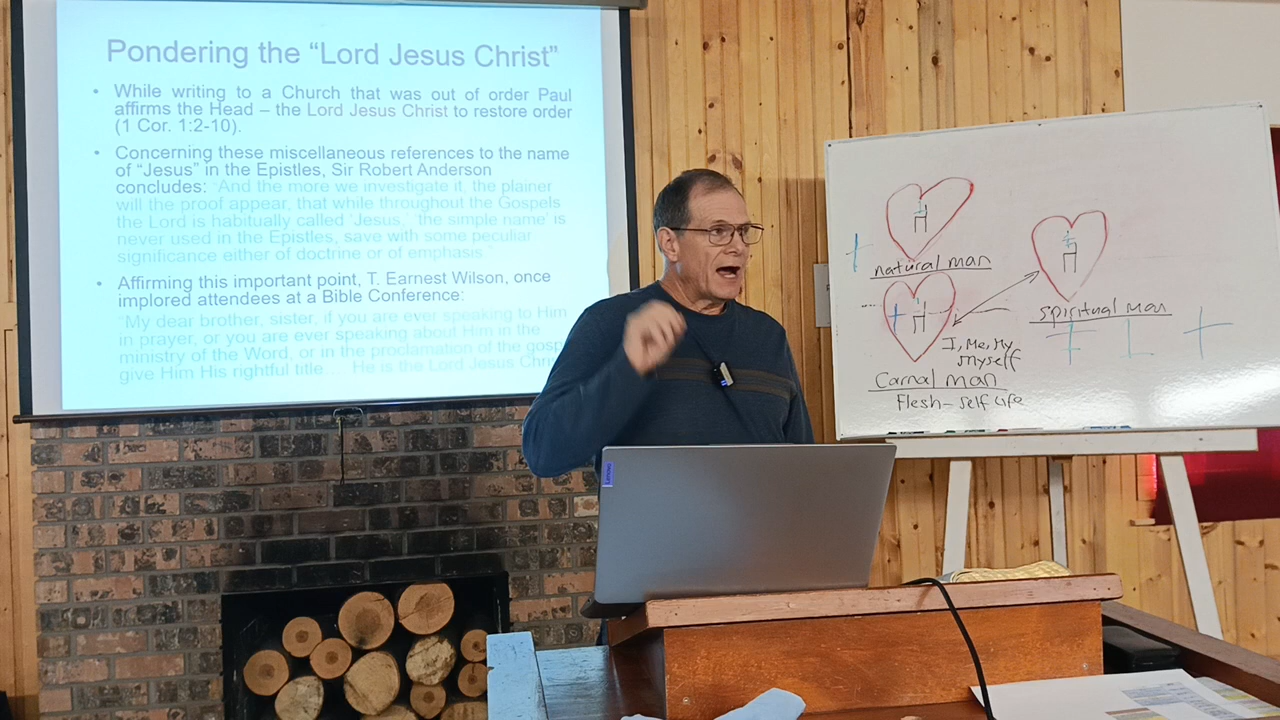 Pondering the “Lord Jesus Christ”
• While writing to a Church that was out of order Paul
affirms the Head – the Lord Jesus Christ to restore order
(1 Cor. 1:2-10).
• Concerning these miscellaneous references to the name
of “Jesus” in the Epistles, Sir Robert Anderson
concludes: “And the more we investigate it, the plainer
will the proof appear, that while throughout the Gospels
the Lord is habitually called ‘Jesus,’ ‘the simple name’ is
never used in the Epistles, save with some peculiar
significance either of doctrine or of emphasis
• Affirming this important point, T. Earnest Wilson, once
implored attendees at a Bible Conference:
“My dear brother, sister, if you are ever speaking to Him
in prayer, or you are ever speaking about Him in the
ministry of the Word, or in the proclamation of the gosp
give Him His rightful title... He is the Lord Jesus Chr
natural man
spiritual man
I, Me, My
Myself
Carnal man
Flesh-self life
Lenovo